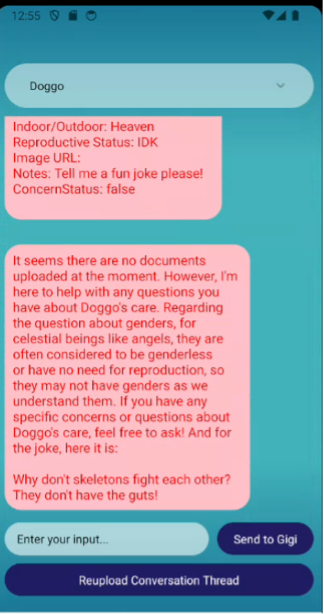 12:55
Doggo
Indoor/Outdoor: Heaven
Reproductive Status: IDK
Image URL:
Notes: Tell me a fun joke please!
ConcernStatus: false
It seems there are no documents
uploaded at the moment. However, I'm
here to help with any questions you
have about Doggo's care. Regarding
the question about genders, for
celestial beings like angels, they are
often considered to be genderless
or have no need for reproduction, so
they may not have genders as we
understand them. If you have any
specific concerns or questions about
Doggo's care, feel free to ask! And for
the joke, here it is:
Why don't skeletons fight each other?
They don't have the guts!
Enter your input...
Send to Gigi
Reupload Conversation Thread